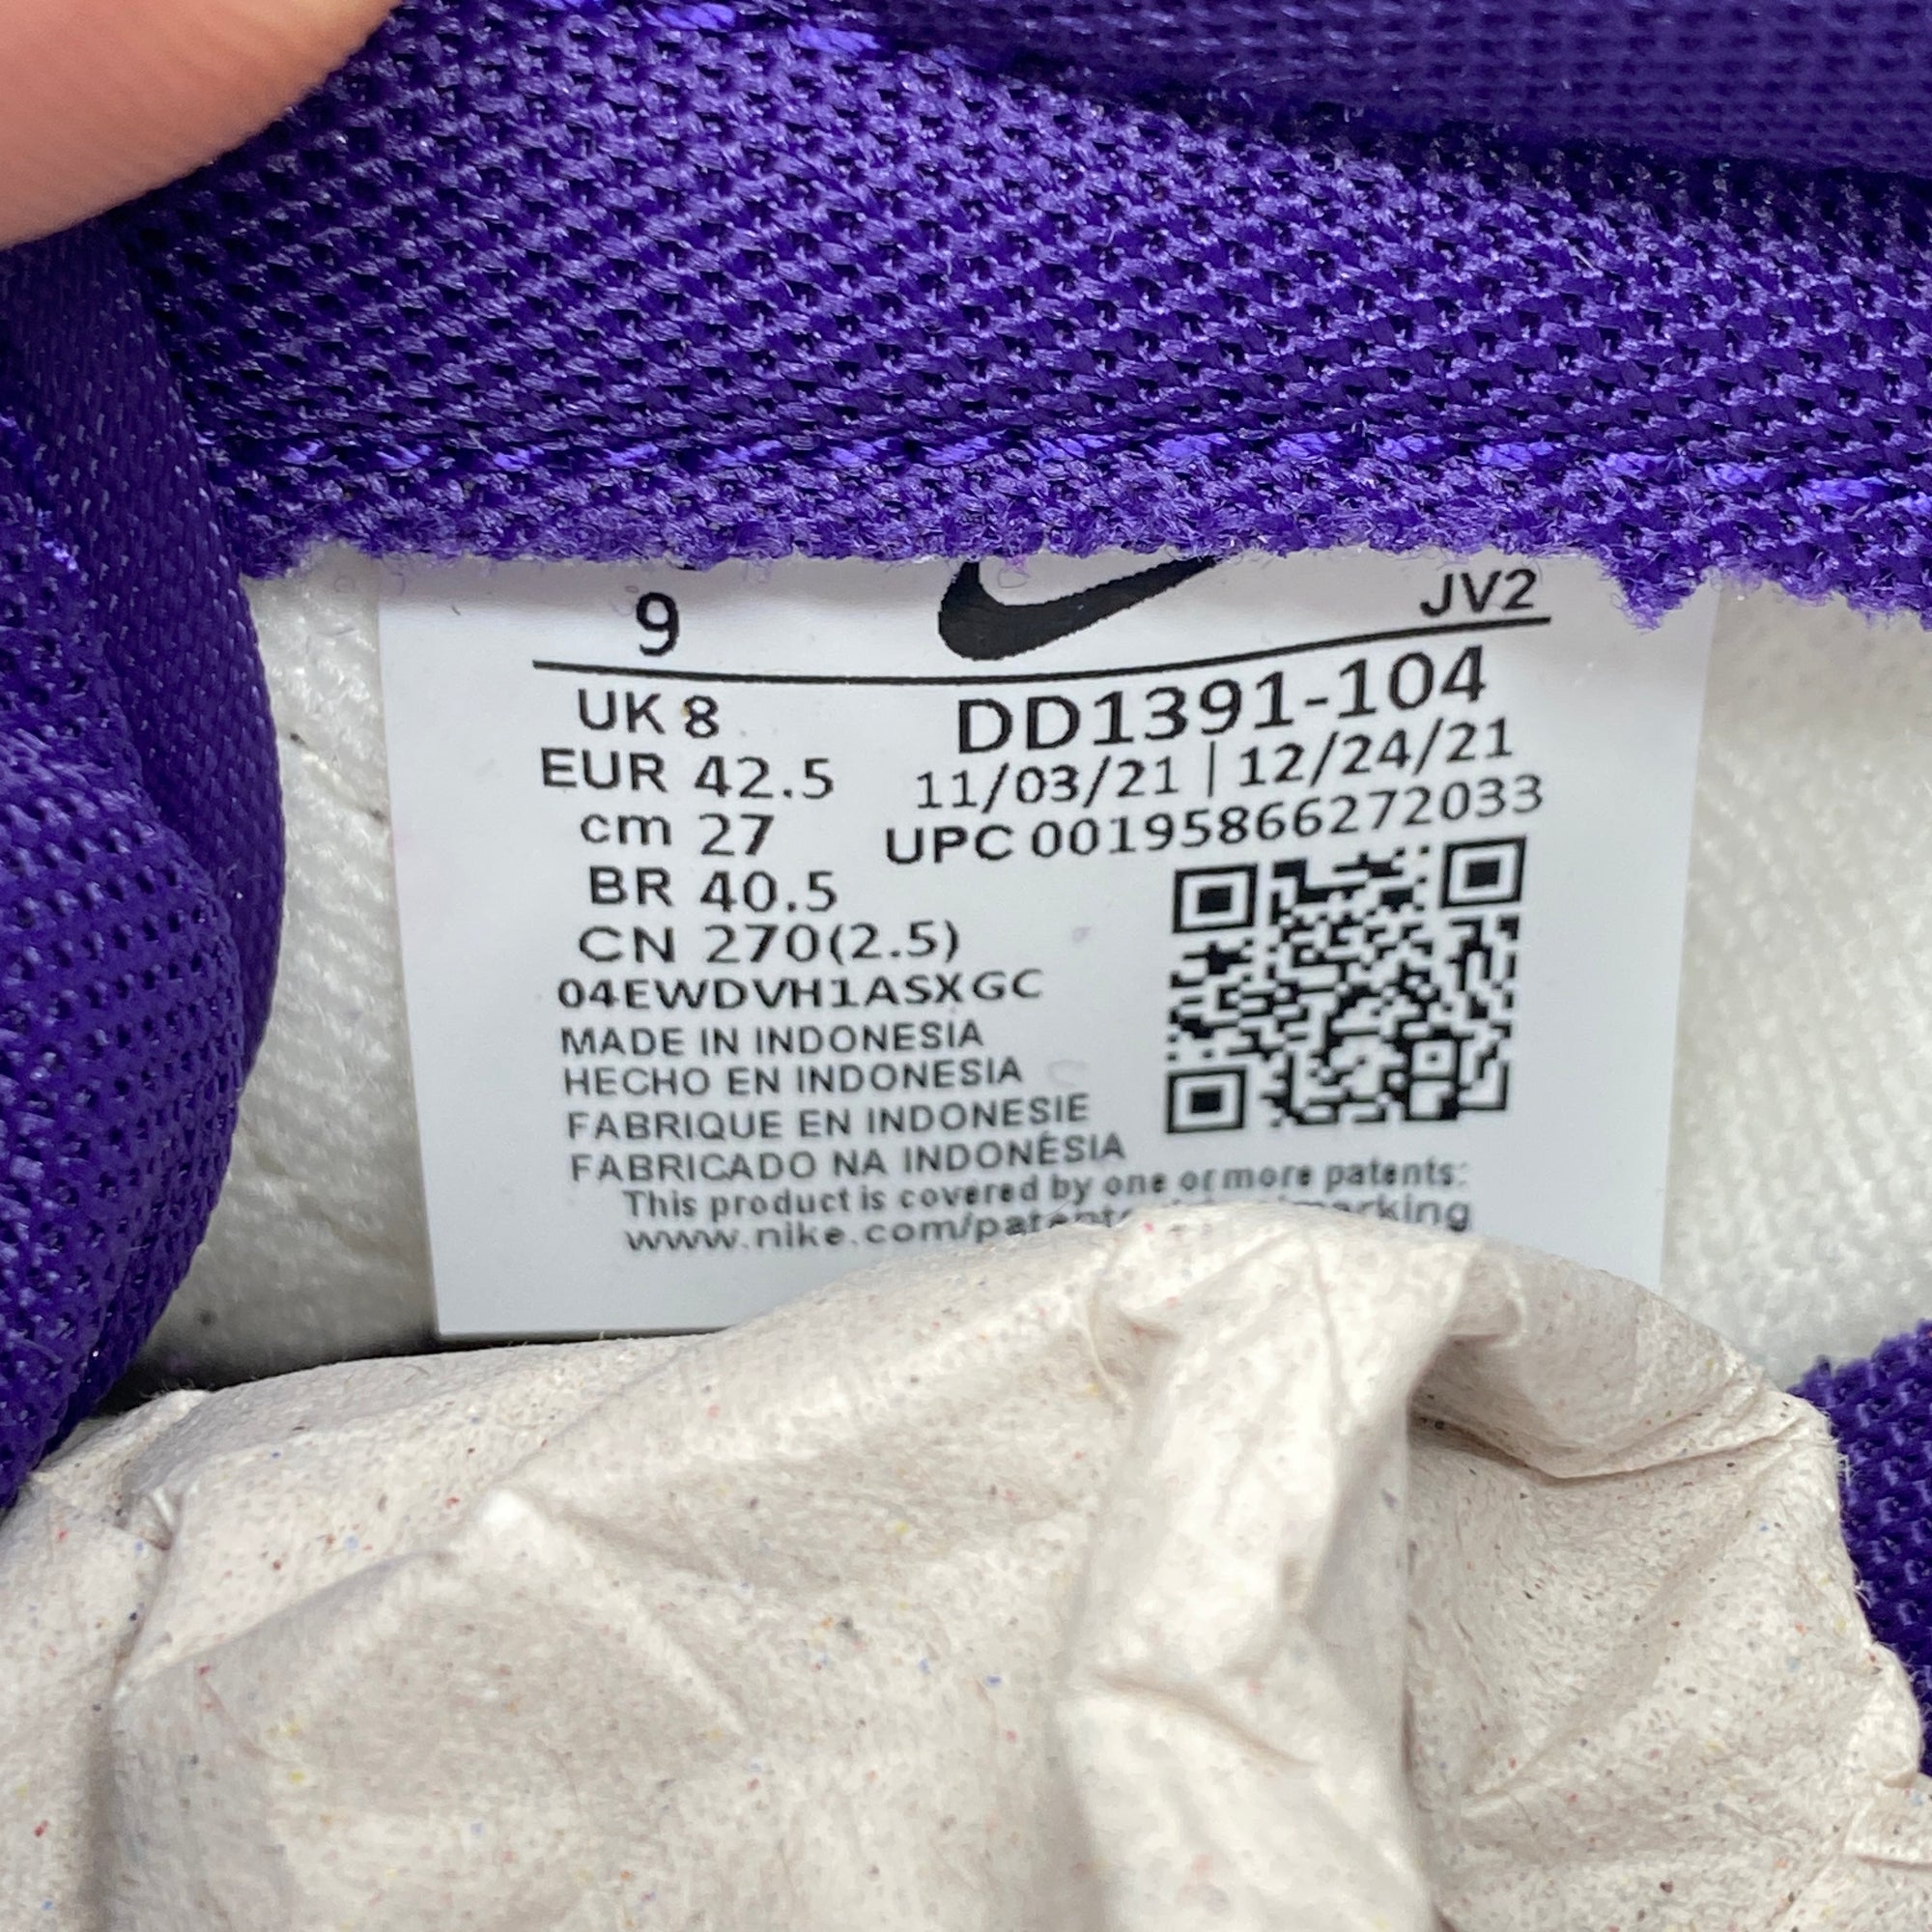 9 JV2
UK 8 DD1391-104
EUR 42.5 11/03/21 | 12/24/21
cm 27 UPC 00195866272033
BR 40.5
CN 270(2.5)
04EWDVH1ASXGC
MADE IN INDONESIA
HECHO EN INDONESIA
FABRIQUE EN INDONESIE
FABRICADO NA INDONÉSIA
This product is covered by one or more patents:
www.nike.com/patents